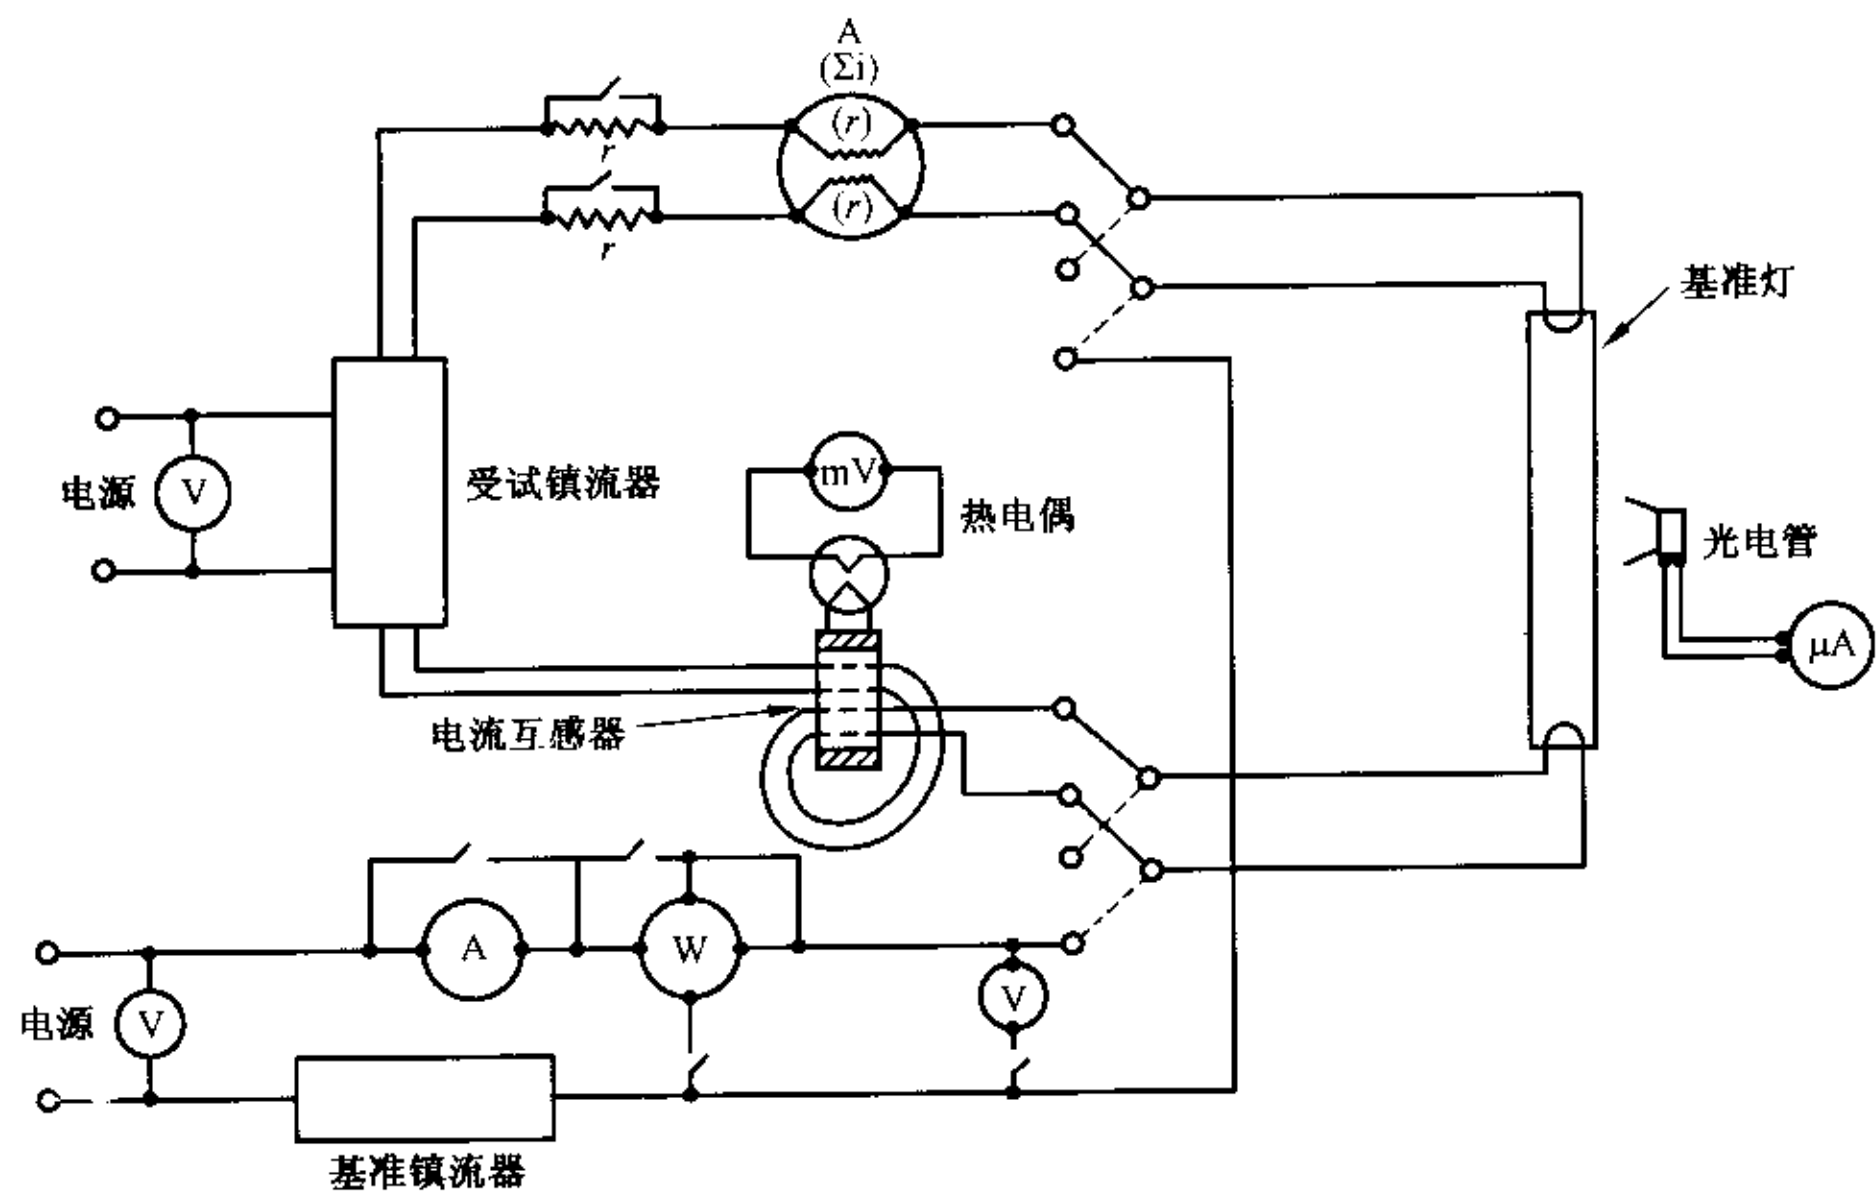 A
(Σi)
(r)
r
(r)
r
基准灯
mV
电源
V
受试镇流器
热电偶
光电管
μA
电流互感器
A
W
V
电源
V
基准镇流器